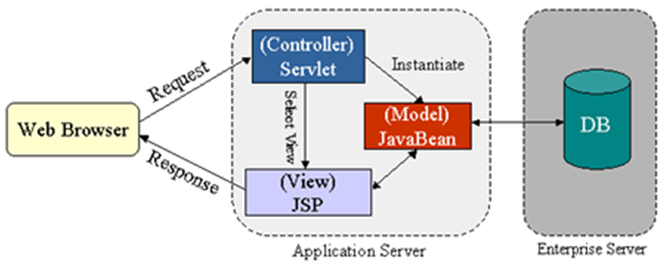 (Controller)
Servlet
Request
Instantiate
Select View
Web Browser
(Model)
JavaBean
DB
Response
(View)
JSP
Application Server
Enterprise Server